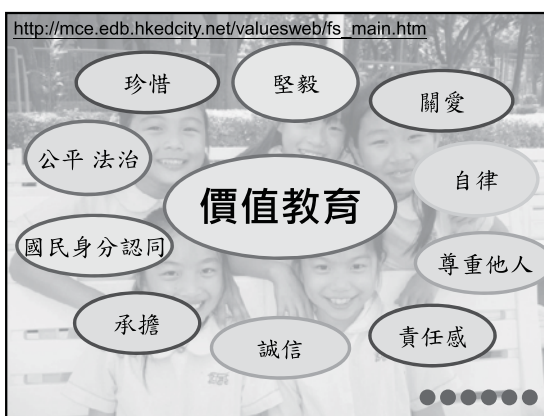 http://mce.edb.hkedcity.net/valuesweb/fs_main.htm
珍惜
堅毅
關愛
公平 法治
自律
價值教育
國民身分認同
尊重他人
承擔
誠信
責任感